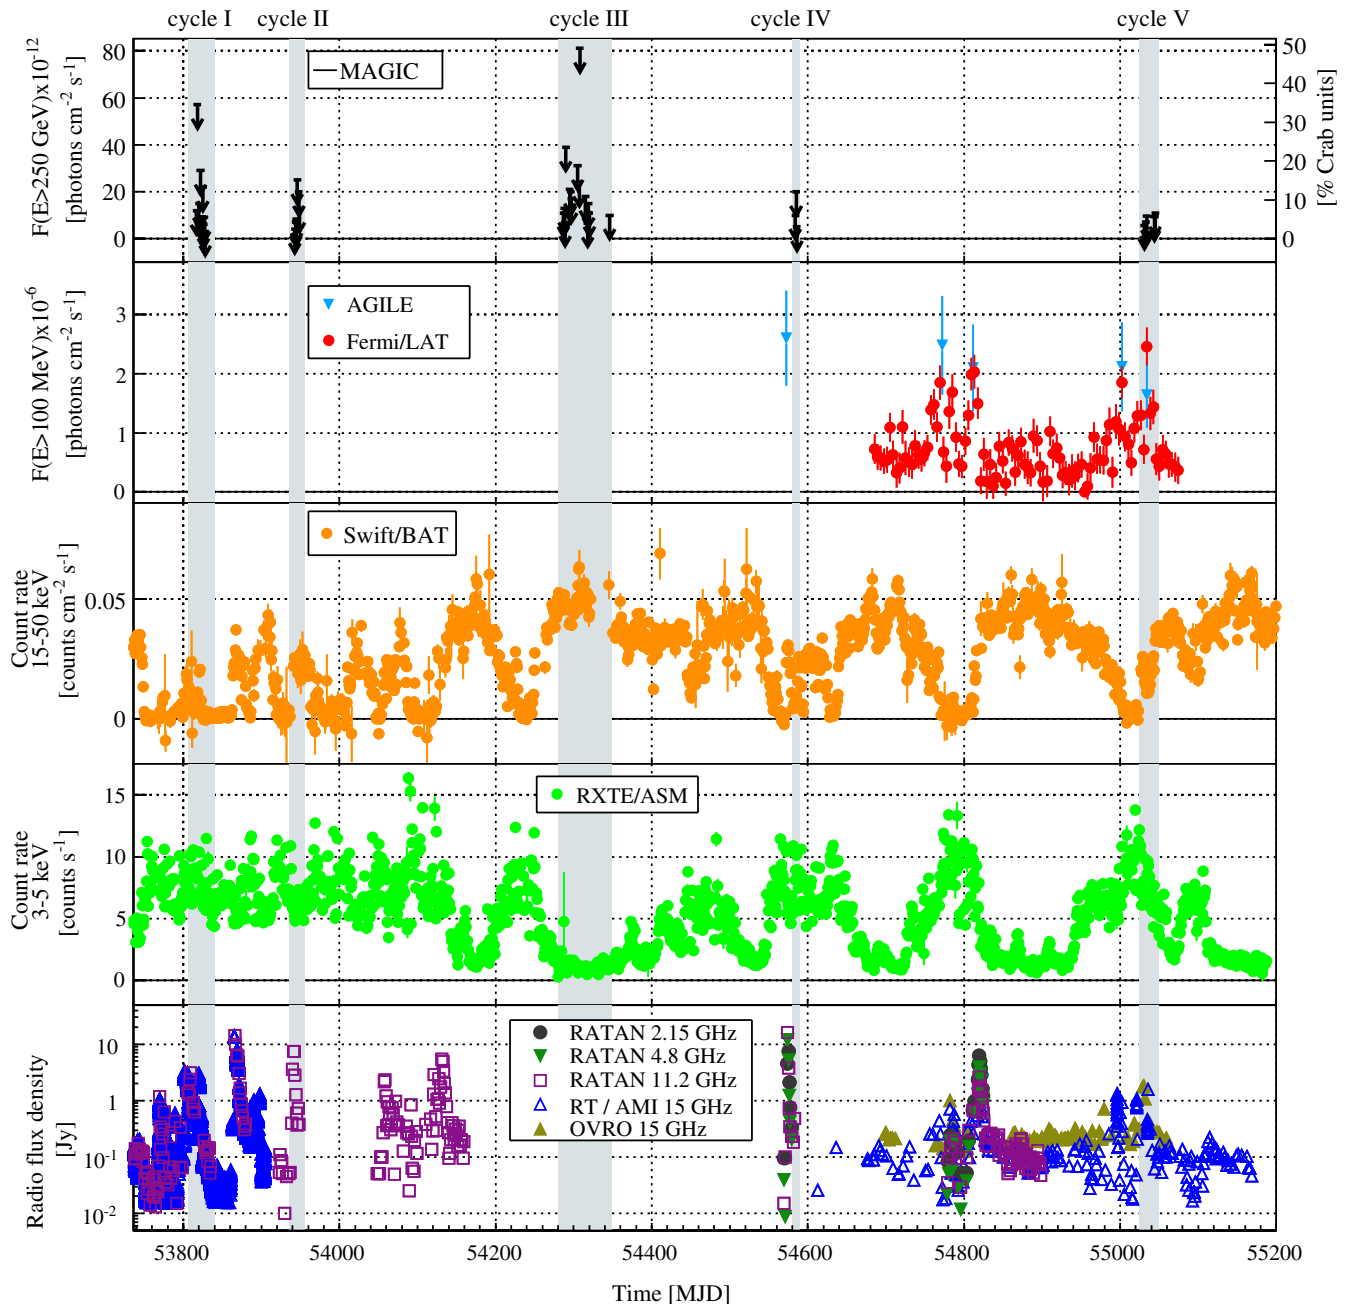 cycle I cycle II cycle III cycle IV cycle V
F(E>250 GeV)x10-12
[photons cm-2 s-1]
80
60
40
20
0
MAGIC
50
40
30
20
10
0
[% Crab units]
F(E>100 MeV)x10-6
[photons cm-2 s-1]
3
2
1
0
AGILE
Fermi/LAT
Count rate
15-50 keV
[counts cm-2 s-1]
0.05
0
Swift/BAT
Count rate
3-5 keV
[counts s-1]
15
10
5
0
RXTE/ASM
Radio flux density
[Jy]
10
1
10-1
10-2
RATAN 2.15 GHz
RATAN 4.8 GHz
RATAN 11.2 GHz
RT / AMI 15 GHz
OVRO 15 GHz
53800 54000 54200 54400 54600 54800 55000 55200
Time [MJD]